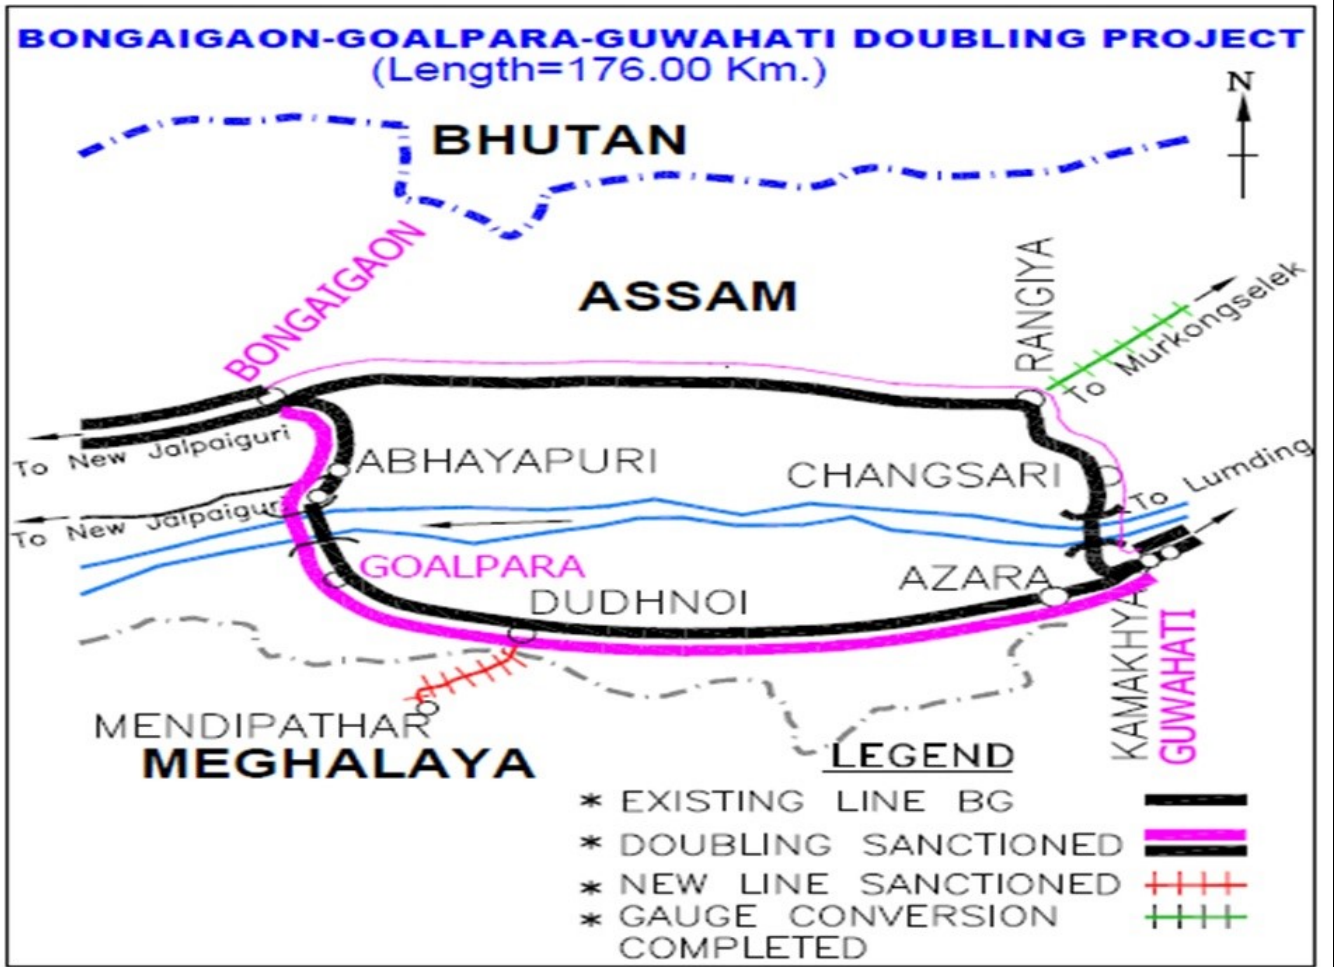 BONGAIGAON-GOALPARA-GUWAHATI DOUBLING PROJECT
(Length=176.00 Km.)
N
BHUTAN
BONGAIGAON
ASSAM
RANGIYA
To Murkongselek
To New Jalpaiguri
ABHAYAPURI
CHANGSARI
To Lumding
To New Jalpaiguri
GOALPARA
AZARA
DUDHNOI
KAMAKHYA
GUWAHATI
MENDIPATHAR
MEGHALAYA
LEGEND
* EXISTING LINE BG
* DOUBLING SANCTIONED
* NEW LINE SANCTIONED
* GAUGE CONVERSION
COMPLETED